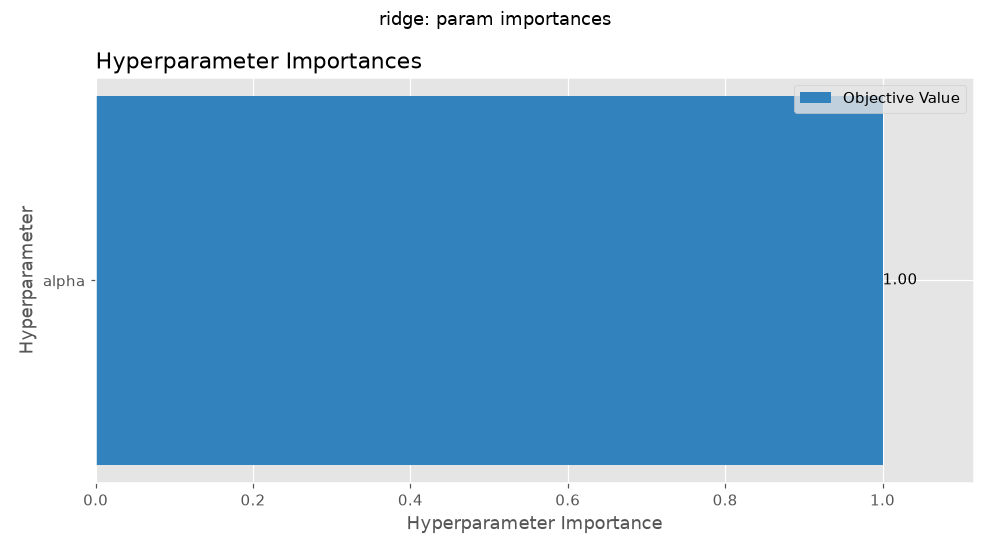 ridge: param importances
Hyperparameter Importances
Objective Value
Hyperparameter
alpha
1.00
0.0 0.2 0.4 0.6 0.8 1.0
Hyperparameter Importance